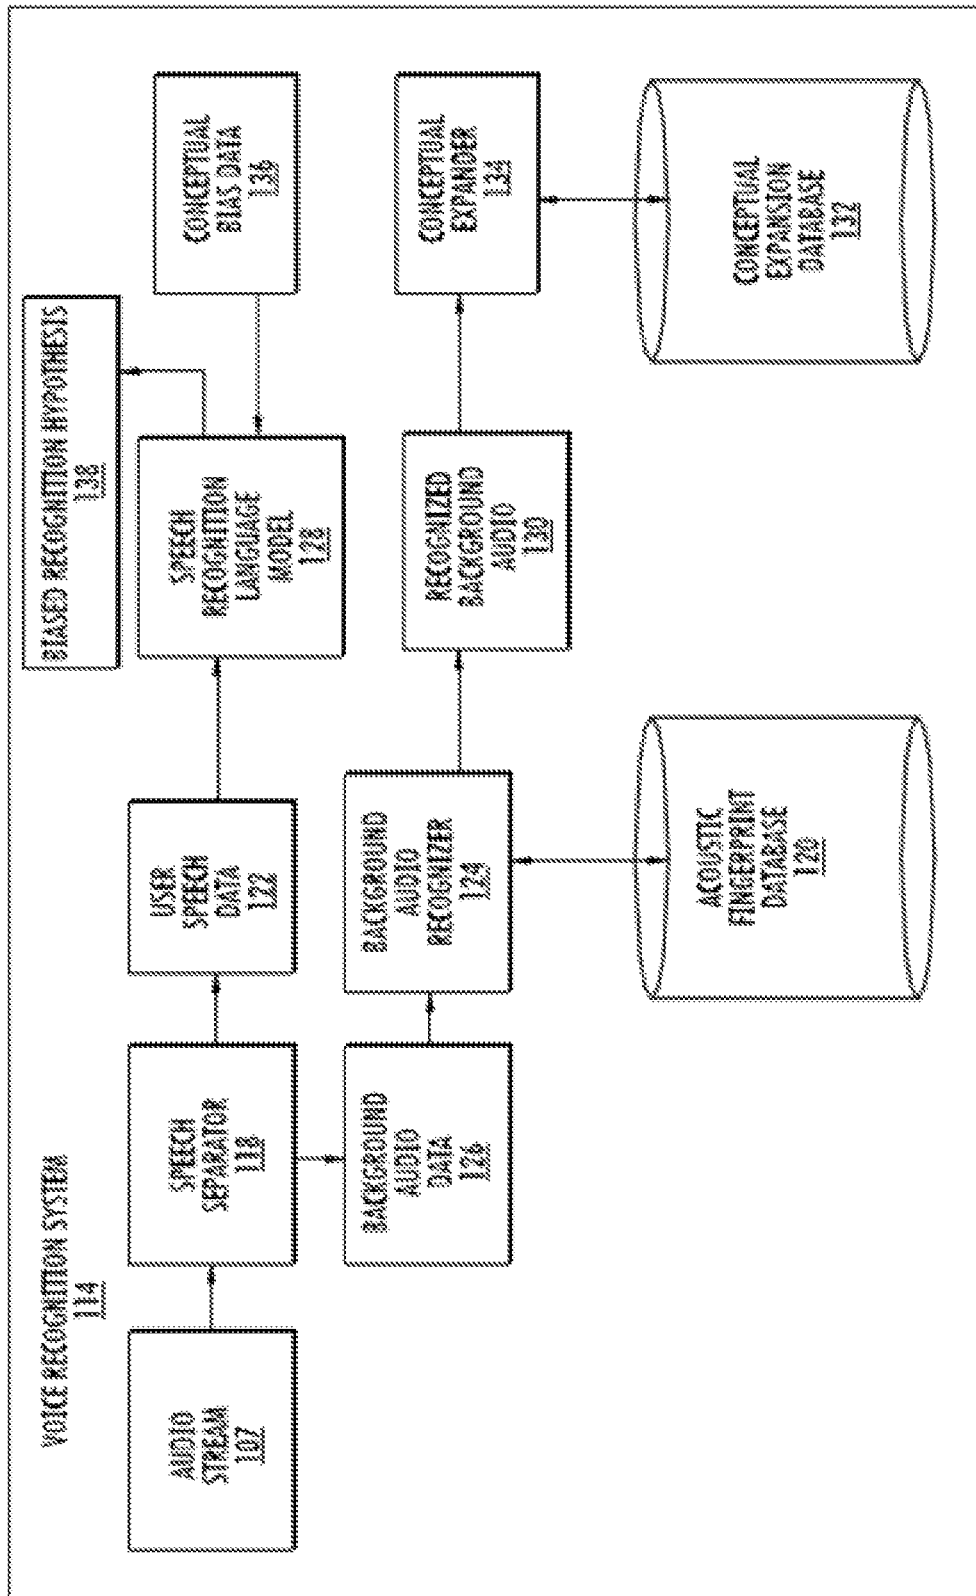 VOICE RECOGNITION SYSTEM
114
BIASED RECOGNITION HYPOTHESIS
138
AUDIO
STREAM
107
SPEECH
SEPARATOR
118
USER
SPEECH
DATA
122
SPEECH
RECOGNITION
LANGUAGE
MODEL
128
CONCEPTUAL
BIAS DATA
136
BACKGROUND
AUDIO
DATA
126
BACKGROUND
AUDIO
RECOGNIZER
124
RECOGNIZED
BACKGROUND
AUDIO
130
CONCEPTUAL
EXPANDER
134
ACOUSTIC
FINGERPRINT
DATABASE
120
CONCEPTUAL
EXPANSION
DATABASE
132